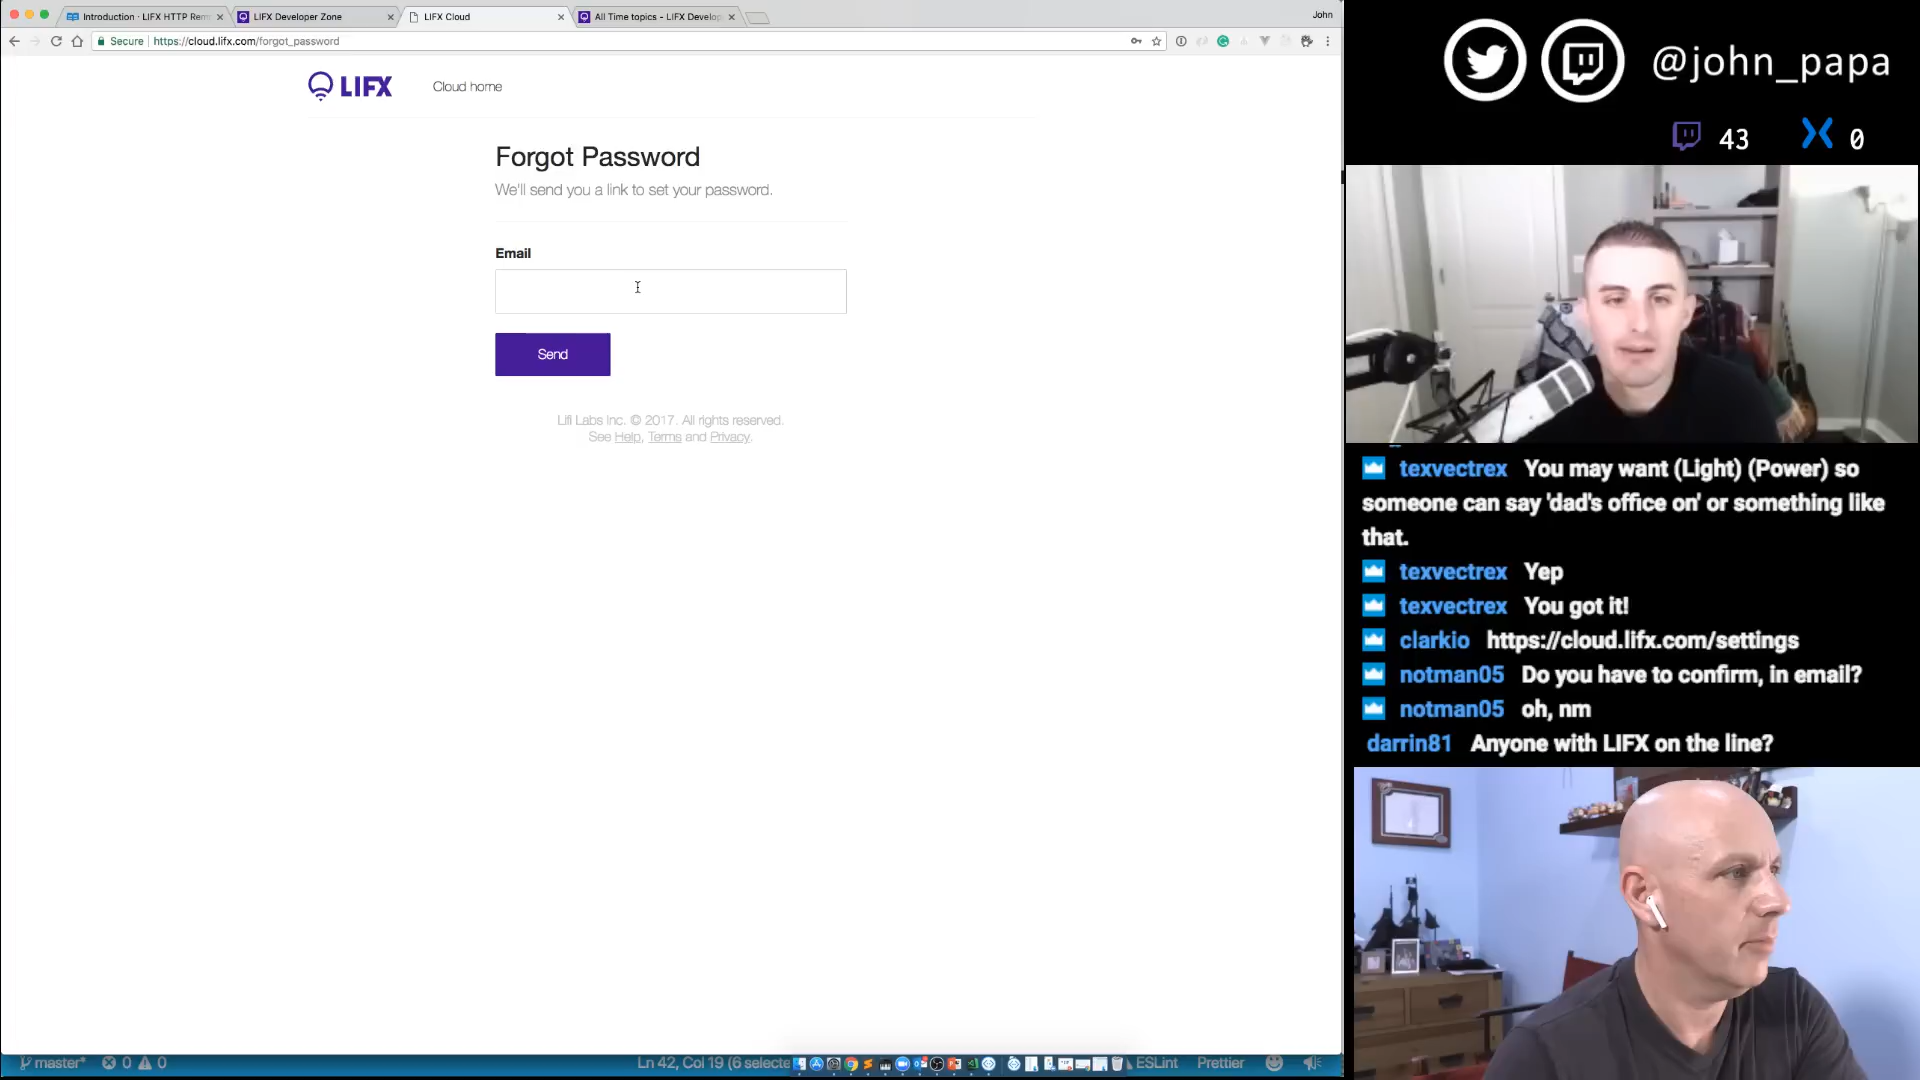 Introduction · LIFX HTTP Rem
LIFX Developer Zone
LIFX Cloud
All Time topics - LIFX Develop
John
Secure
https://cloud.lifx.com/forgot_password
LIFX
Cloud home
Forgot Password
We'll send you a link to set your password.
Email
Send
Lifi Labs Inc. © 2017. All rights reserved.
See Help, Terms and Privacy.
master*
0
0
Ln 42, Col 19 (6 selecte
ESLint
Prettier
@john_papa
43
0
texvectrex You may want (Light) (Power) so
someone can say 'dad's office on' or something like
that.
texvectrex Yep
texvectrex You got it!
clarkio https://cloud.lifx.com/settings
notman05 Do you have to confirm, in email?
notman05 oh, nm
darrin81 Anyone with LIFX on the line?